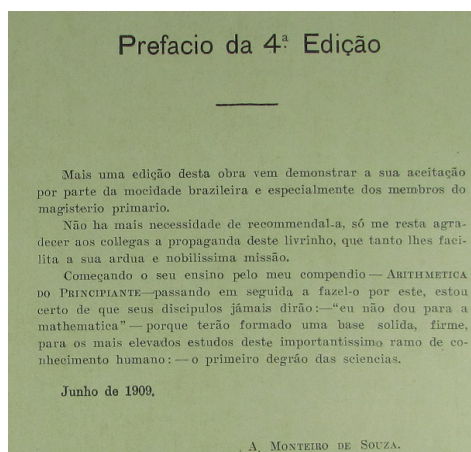 Prefacio da 4ª Edição
Mais uma edição desta obra vem demonstrar a sua aceitação
por parte da mocidade brazileira e especialmente dos membros do
magisterio primario.
Não ha mais necessidade de recommendal-a, só me resta agra-
decer aos collegas a propaganda deste livrinho, que tanto lhes faci-
lita a sua ardua e nobilissima missão.
Começando o seu ensino pelo meu compendio — ARITHMETICA
DO PRINCIPIANTE—passando em seguida a fazel-o por este, estou
certo de que seus discipulos jámais dirão:—“eu não dou para a
mathematica” — porque terão formado uma base solida, firme,
para os mais elevados estudos deste importantissimo ramo de co-
nhecimento humano: — o primeiro degráo das sciencias.
Junho de 1909.
A. MONTEIRO DE SOUZA.